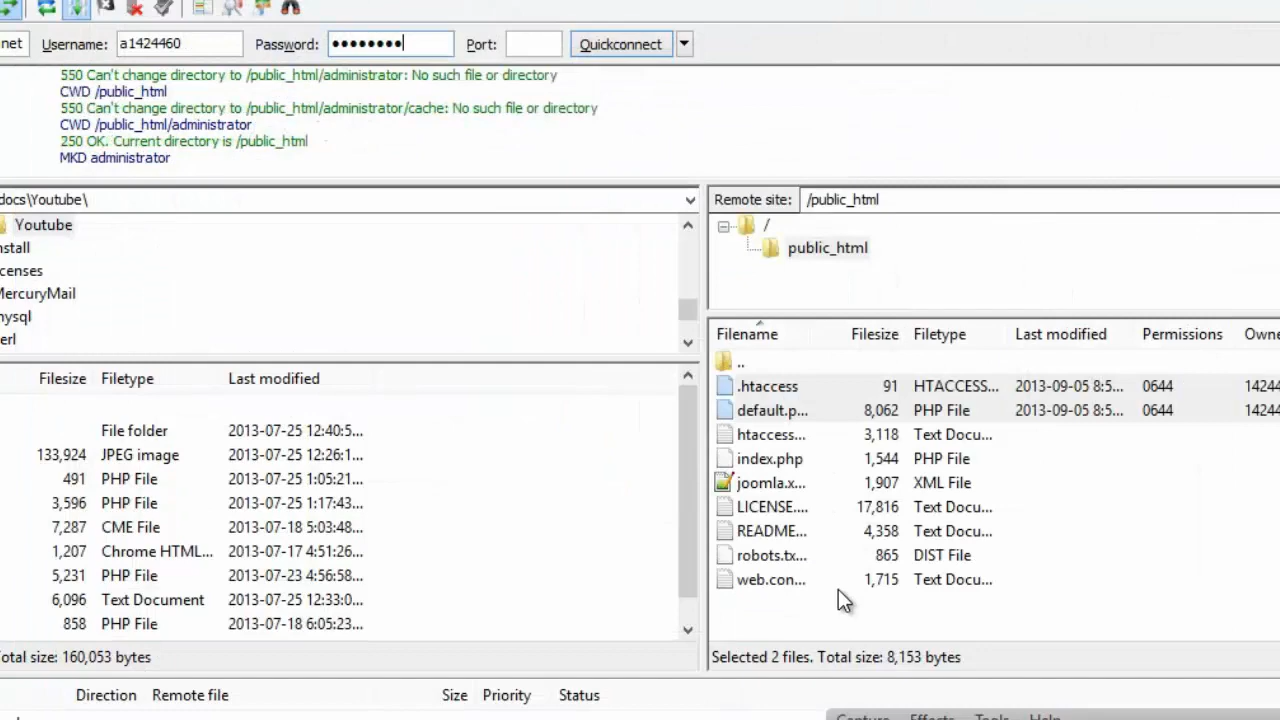 net Username: a1424460 Password: •••••••• Port: Quickconnect
550 Can't change directory to /public_html/administrator: No such file or directory
CWD /public_html
550 Can't change directory to /public_html/administrator/cache: No such file or directory
CWD /public_html/administrator
250 OK. Current directory is /public_html
MKD administrator
docs\Youtube\
Youtube
nstall
censes
MercuryMail
nysql
erl
Filesize Filetype Last modified
File folder 2013-07-25 12:40:5...
133,924 JPEG image 2013-07-25 12:26:1...
491 PHP File 2013-07-25 1:05:21...
3,596 PHP File 2013-07-25 1:17:43...
7,287 CME File 2013-07-18 5:03:48...
1,207 Chrome HTML... 2013-07-17 4:51:26...
5,231 PHP File 2013-07-23 4:56:58...
6,096 Text Document 2013-07-25 12:33:0...
858 PHP File 2013-07-18 6:05:23...
otal size: 160,053 bytes
Remote site: /public_html
/
public_html
Filename Filesize Filetype Last modified Permissions Owne
..
.htaccess 91 HTACCESS... 2013-09-05 8:5... 0644 14244
default.p... 8,062 PHP File 2013-09-05 8:5... 0644 14244
htaccess... 3,118 Text Docu...
index.php 1,544 PHP File
joomla.x... 1,907 XML File
LICENSE.... 17,816 Text Docu...
README... 4,358 Text Docu...
robots.tx... 865 DIST File
web.con... 1,715 Text Docu...
Selected 2 files. Total size: 8,153 bytes
Direction Remote file Size Priority Status
Capture Effects Tools Help